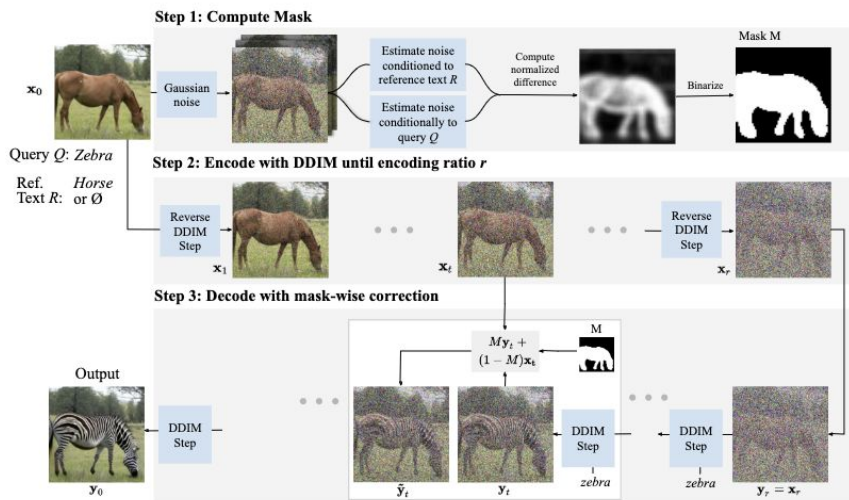 Step 1: Compute Mask
x₀
Gaussian
noise
Estimate noise
conditioned to
reference text R
Estimate noise
conditionally to
query Q
Compute
normalized
difference
Binarize
Mask M
Query Q: Zebra
Ref. Horse
Text R: or Ø
Step 2: Encode with DDIM until encoding ratio r
Reverse
DDIM
Step
x₁
xₜ
Reverse
DDIM
Step
xᵣ
Step 3: Decode with mask-wise correction
Myₜ +
(1 − M)xₜ
M
Output
DDIM
Step
DDIM
Step
DDIM
Step
y₀
ỹₜ
yₜ
zebra
zebra
yᵣ = xᵣ